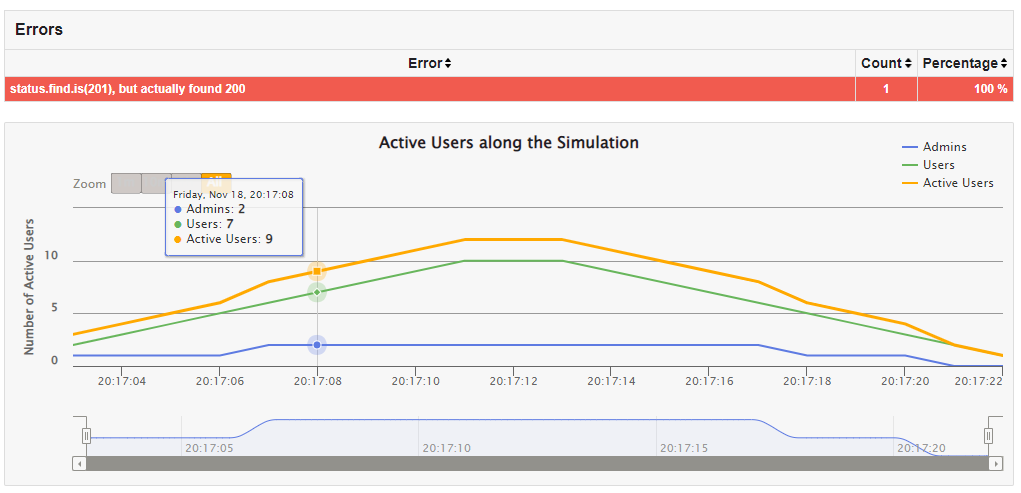 Errors
Error Count Percentage
status.find.is(201), but actually found 200 1 100 %
Active Users along the Simulation
Admins
Users
Active Users
Zoom
Friday, Nov 18, 20:17:08
Admins: 2
Users: 7
Active Users: 9
Number of Active Users
10
5
0
20:17:04 20:17:06 20:17:08 20:17:10 20:17:12 20:17:14 20:17:16 20:17:18 20:17:20 20:17:22
20:17:05 20:17:10 20:17:15 20:17:20